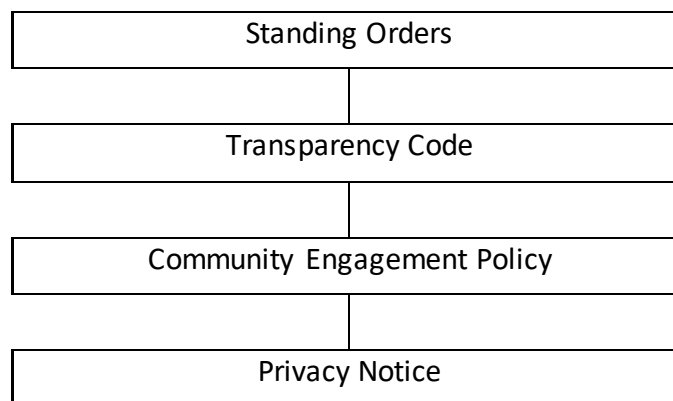 Standing Orders
Transparency Code
Community Engagement Policy
Privacy Notice